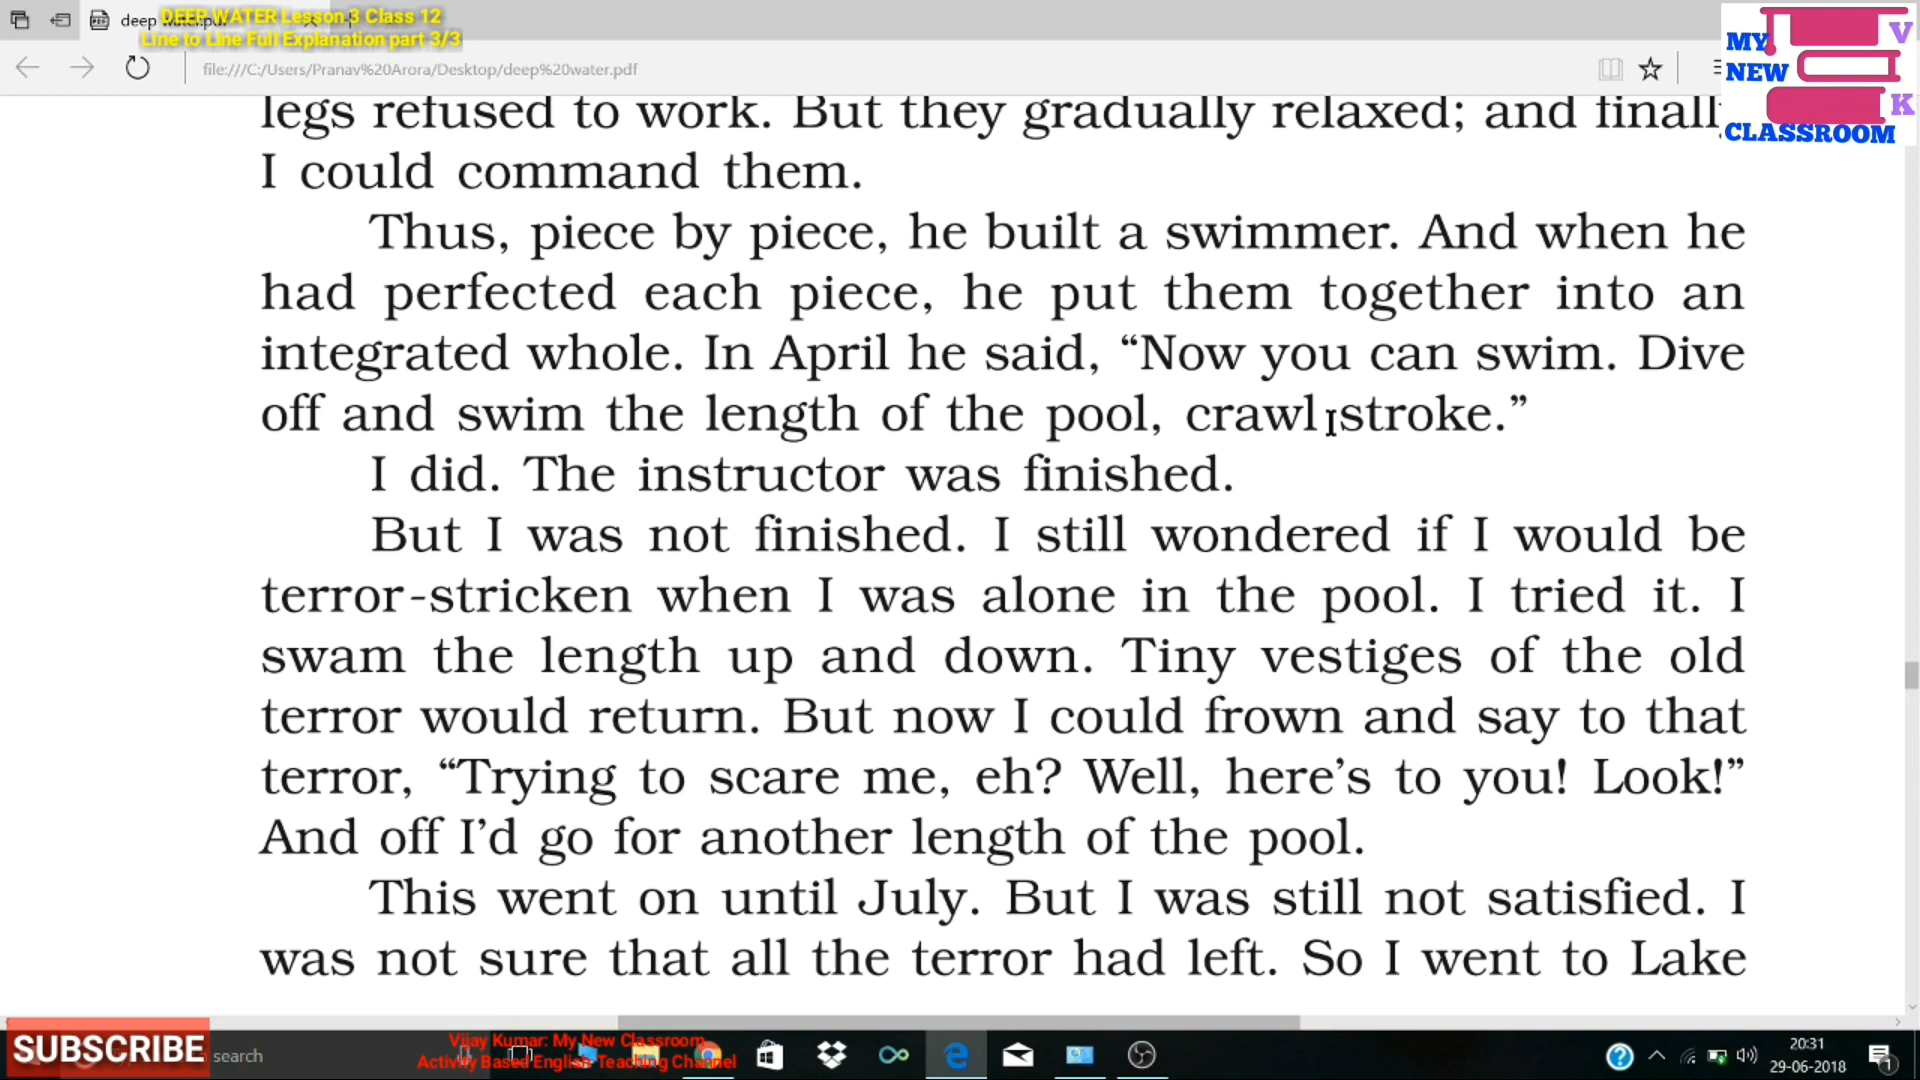 deep water.pdf
DEEP WATER Lesson 3 Class 12
Line to Line Full Explanation part 3/3
file:///C:/Users/Pranav%20Arora/Desktop/deep%20water.pdf
MY NEW CLASSROOM
V
K
legs refused to work. But they gradually relaxed; and finally
I could command them.
Thus, piece by piece, he built a swimmer. And when he
had perfected each piece, he put them together into an
integrated whole. In April he said, “Now you can swim. Dive
off and swim the length of the pool, crawl stroke.”
I did. The instructor was finished.
But I was not finished. I still wondered if I would be
terror-stricken when I was alone in the pool. I tried it. I
swam the length up and down. Tiny vestiges of the old
terror would return. But now I could frown and say to that
terror, “Trying to scare me, eh? Well, here’s to you! Look!”
And off I’d go for another length of the pool.
This went on until July. But I was still not satisfied. I
was not sure that all the terror had left. So I went to Lake
SUBSCRIBE
search
Vijay Kumar: My New Classroom
Activity Based English Teaching Channel
20:31
29-06-2018
1